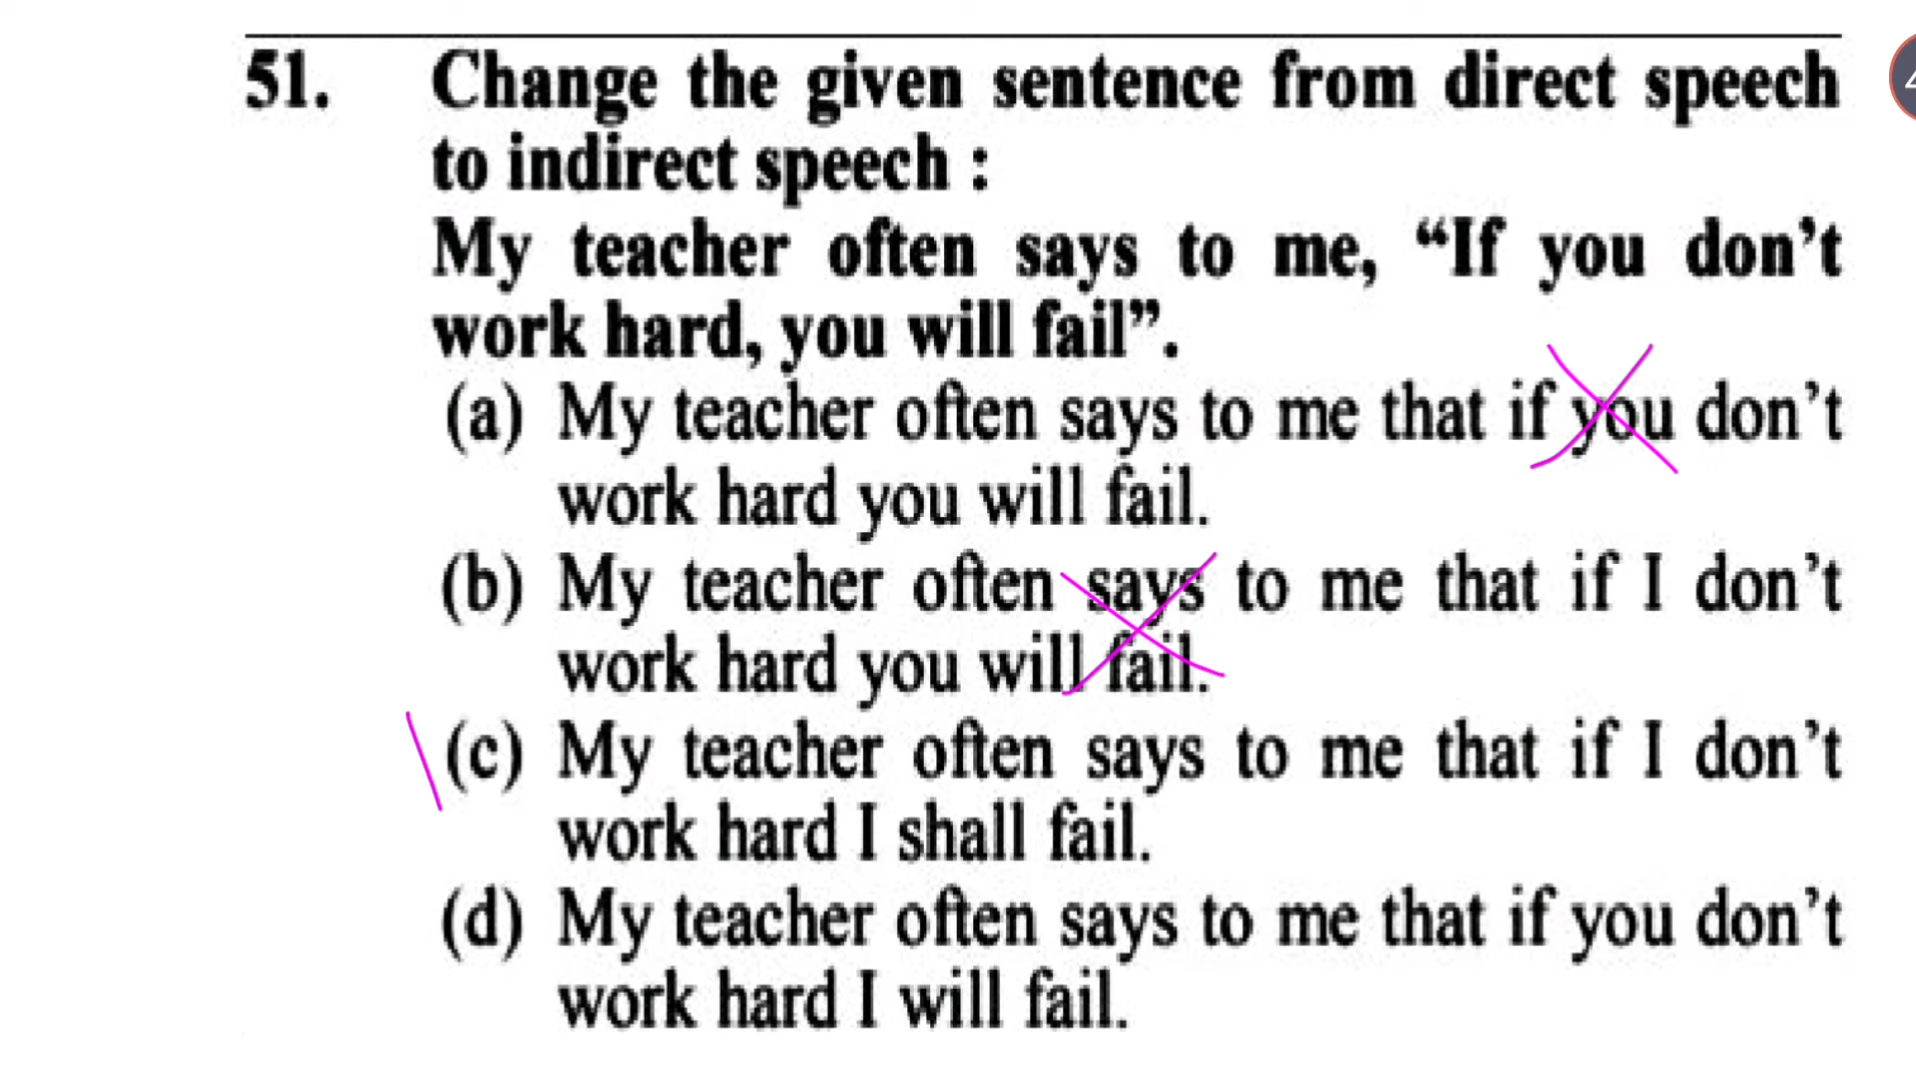 51. Change the given sentence from direct speech
to indirect speech :
My teacher often says to me, “If you don’t
work hard, you will fail”.
(a) My teacher often says to me that if you don’t
work hard you will fail.
(b) My teacher often says to me that if I don’t
work hard you will fail.
(c) My teacher often says to me that if I don’t
work hard I shall fail.
(d) My teacher often says to me that if you don’t
work hard I will fail.